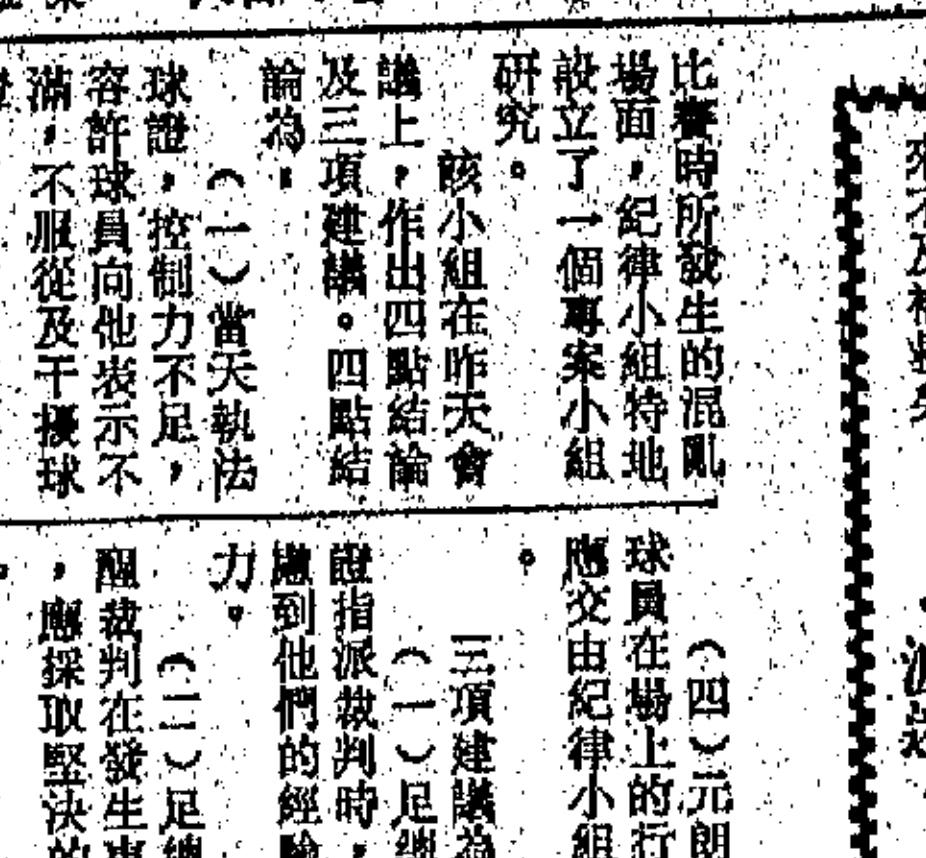 比賽時所發生的混亂
場面，紀律小組特地
設立了一個專案小組
研究。
該小組在昨天會
議上，作出四點結論
及三項建議。四點結
論為：
（一）當天執法
球證，控制力不足，
容許球員向他表示不
滿，不服從及干擾球
（四）元朗
球員在場上的行
應交由紀律小組
。
三項建議為
（一）足總
證指派裁判時，
慮到他們的經驗
力。
（二）足總
醒裁判在發生事
，應採取堅決的
來不及補救矣